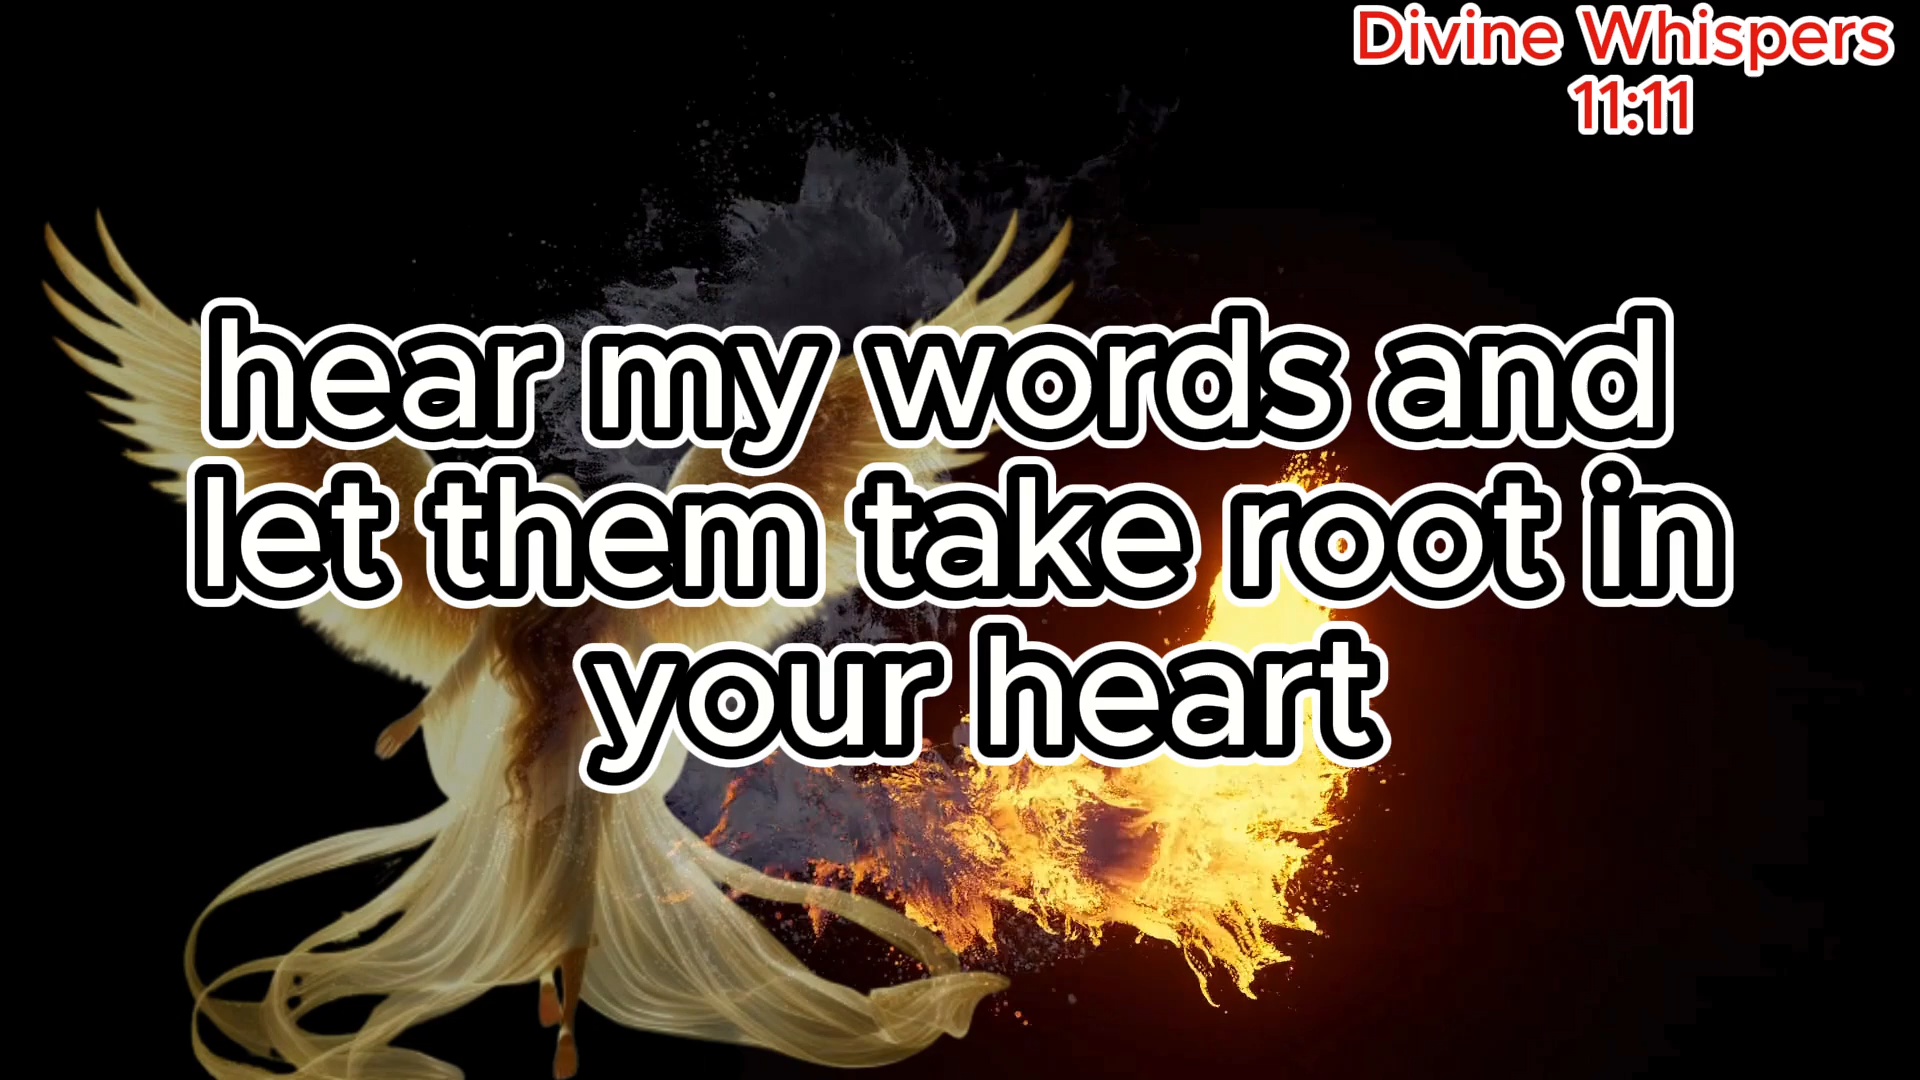 Divine Whispers
11:11
hear my words and
let them take root in
your heart